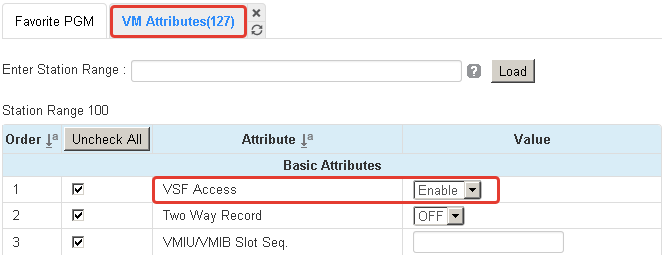 Favorite PGM VM Attributes(127)
Enter Station Range : Load
Station Range 100
Order Uncheck All Attribute Value
Basic Attributes
1 VSF Access Enable
2 Two Way Record OFF
3 VMIU/VMIB Slot Seq.